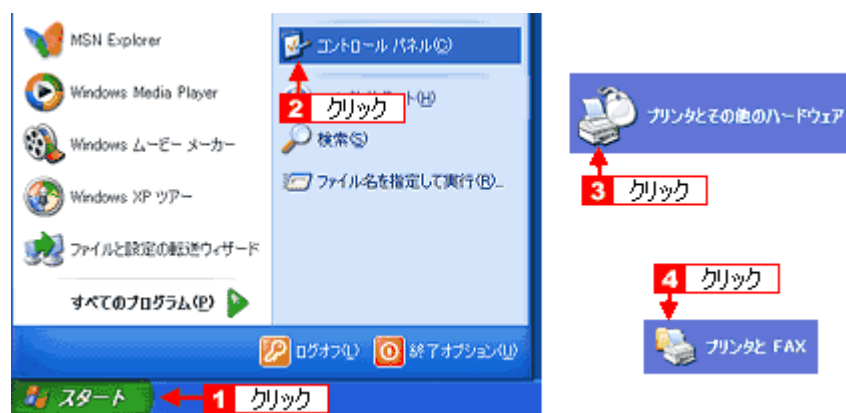 MSN Explorer
Windows Media Player
Windows ムービー メーカー
Windows XP ツアー
ファイルと設定の転送ウィザード
すべてのプログラム(P)
コントロール パネル(C)
2 クリック
ト(H)
検索(S)
ファイル名を指定して実行(R)...
ログオフ(L)
終了オプション(U)
スタート
1 クリック
プリンタとその他のハードウェア
3 クリック
4 クリック
プリンタと FAX